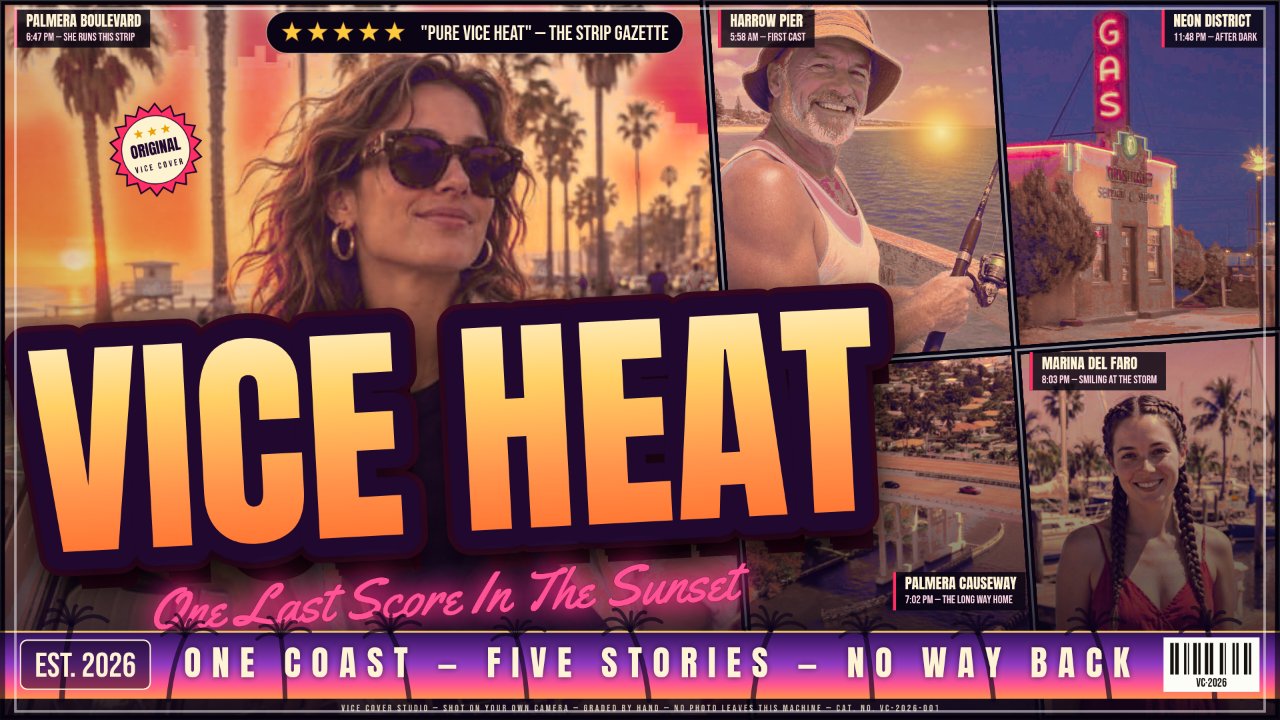 PALMERA BOULEVARD
6:47 PM – SHE RUNS THIS STRIP
"PURE VICE HEAT" – THE STRIP GAZETTE
HARROW PIER
5:58 AM – FIRST CAST
NEON DISTRICT
11:48 PM – AFTER DARK
GAS
ORIGINAL
VICE COVER
VICE HEAT
One Last Score In The Sunset
MARINA DEL FARO
8:03 PM – SMILING AT THE STORM
PALMERA CAUSEWAY
7:02 PM – THE LONG WAY HOME
EST. 2026
ONE COAST – FIVE STORIES – NO WAY BACK
VC-2026
VICE COVER STUDIO – SHOT ON YOUR OWN CAMERA – GRADED BY HAND – NO PHOTO LEAVES THIS MACHINE – CAT. NO. VC-2026-001